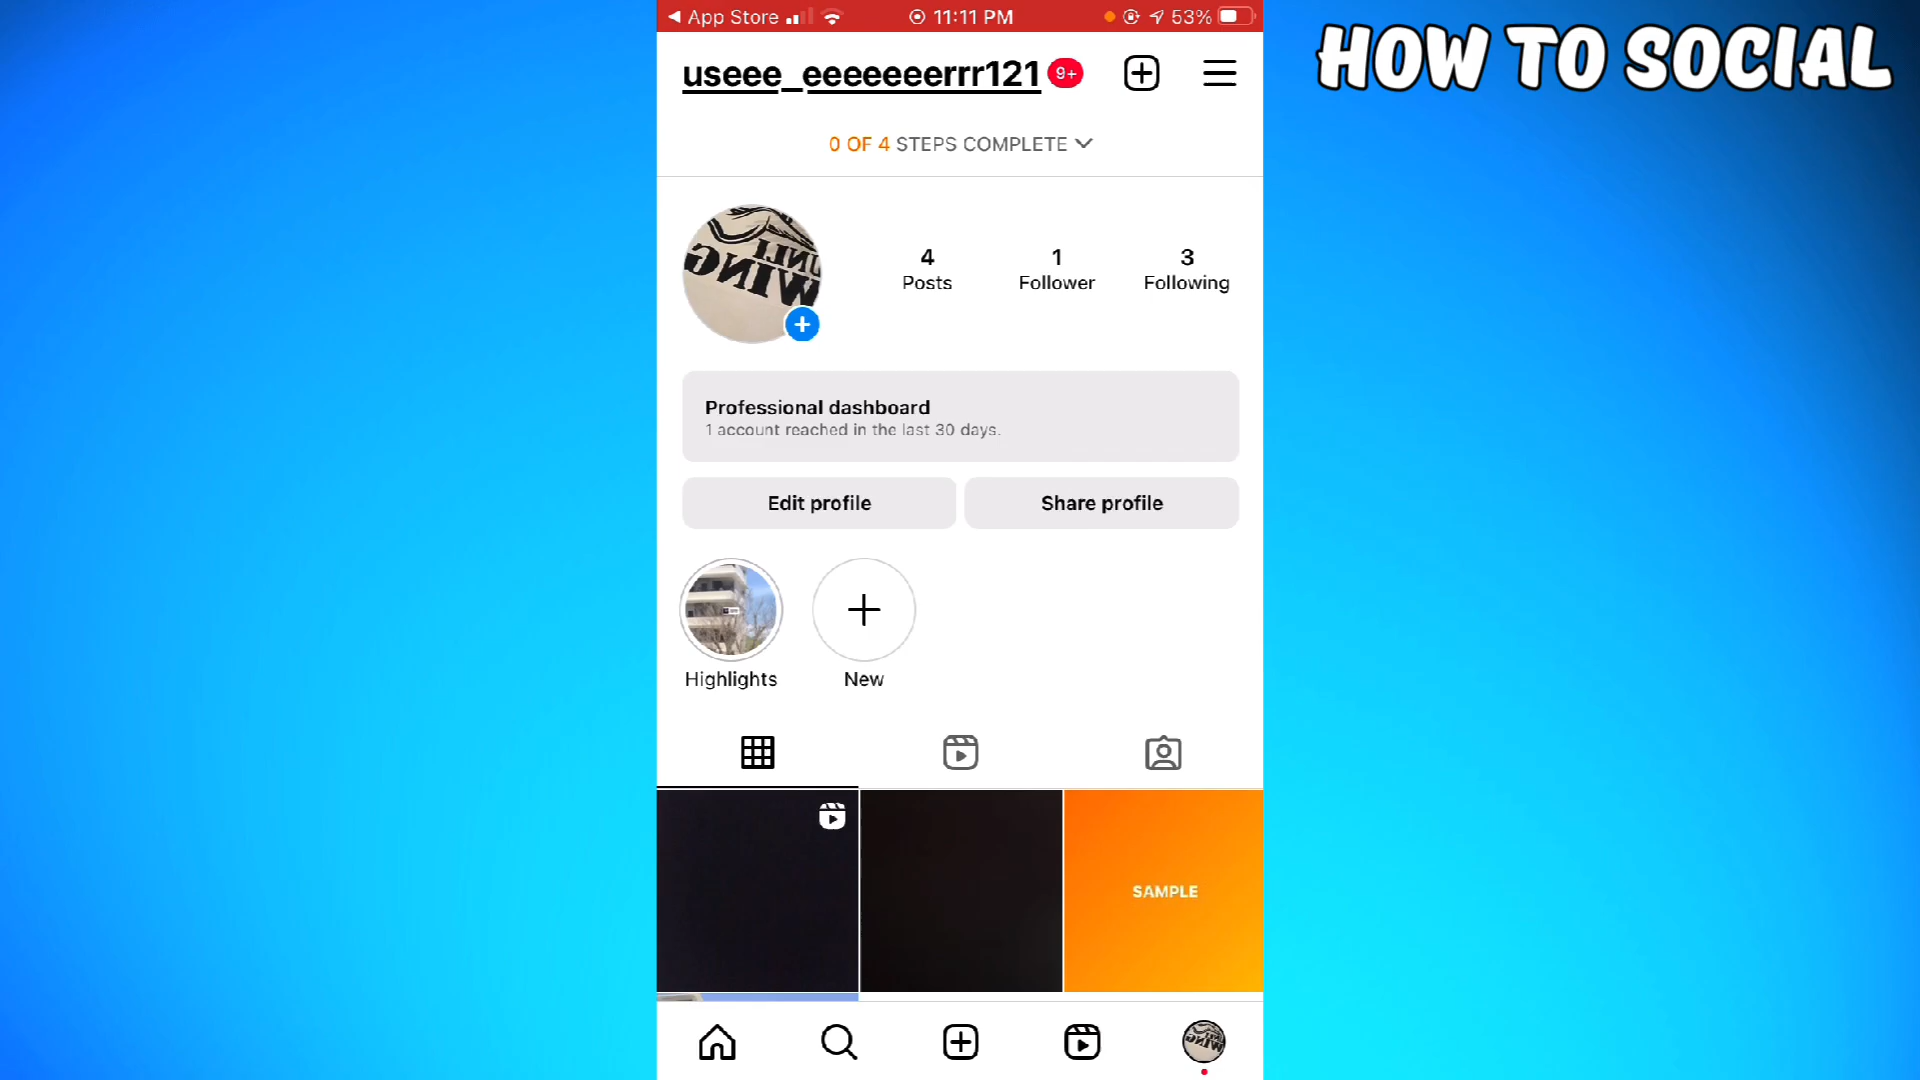 App Store
11:11 PM
53%
HOW TO SOCIAL
useee_eeeeeeerrr121
9+
0 OF 4 STEPS COMPLETE
4
Posts
1
Follower
3
Following
Professional dashboard
1 account reached in the last 30 days.
Edit profile
Share profile
Highlights
New
SAMPLE